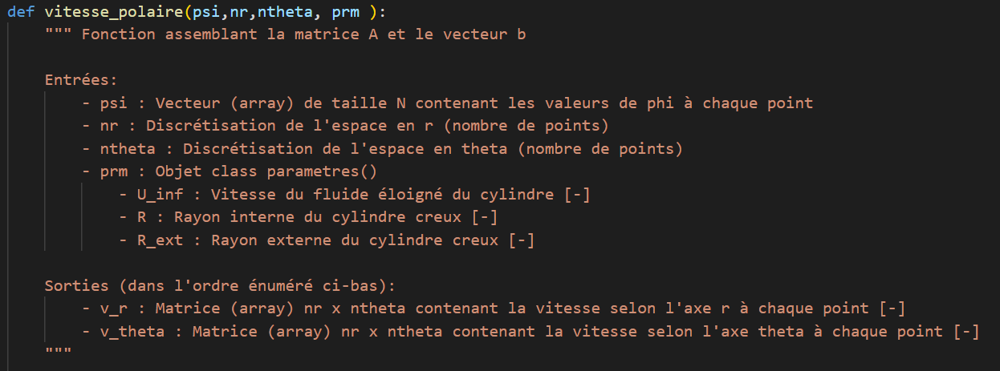 def vitesse_polaire(psi,nr,ntheta, prm ):
""" Fonction assemblant la matrice A et le vecteur b
Entrées:
- psi : Vecteur (array) de taille N contenant les valeurs de phi à chaque point
- nr : Discrétisation de l'espace en r (nombre de points)
- ntheta : Discrétisation de l'espace en theta (nombre de points)
- prm : Objet class parametres()
- U_inf : Vitesse du fluide éloigné du cylindre [-]
- R : Rayon interne du cylindre creux [-]
- R_ext : Rayon externe du cylindre creux [-]
Sorties (dans l'ordre énuméré ci-bas):
- v_r : Matrice (array) nr x ntheta contenant la vitesse selon l'axe r à chaque point [-]
- v_theta : Matrice (array) nr x ntheta contenant la vitesse selon l'axe theta à chaque point [-]
"""